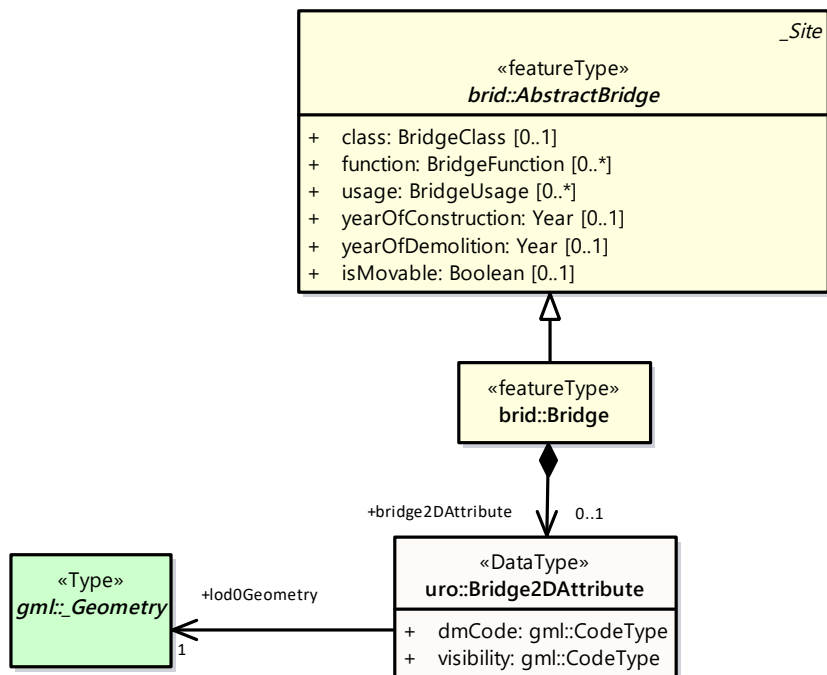 _Site
«featureType»
brid::AbstractBridge
+ class: BridgeClass [0..1]
+ function: BridgeFunction [0..*]
+ usage: BridgeUsage [0..*]
+ yearOfConstruction: Year [0..1]
+ yearOfDemolition: Year [0..1]
+ isMovable: Boolean [0..1]
«featureType»
brid::Bridge
+bridge2DAttribute 0..1
«DataType»
uro::Bridge2DAttribute
+ dmCode: gml::CodeType
+ visibility: gml::CodeType
+lod0Geometry
1
«Type»
gml::_Geometry